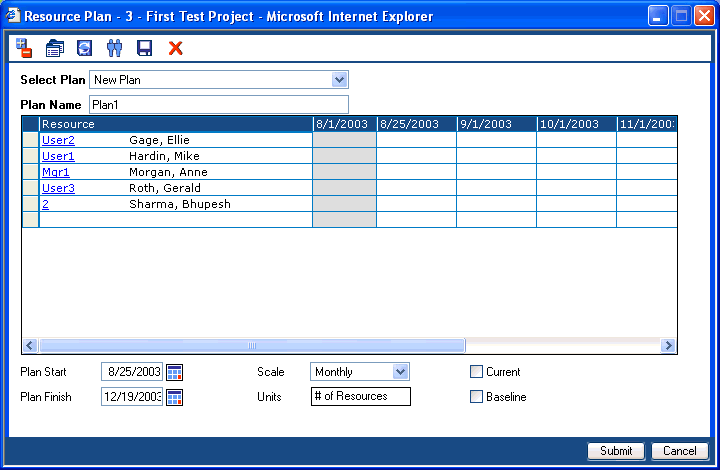 Resource Plan - 3 - First Test Project - Microsoft Internet Explorer
Select Plan New Plan
Plan Name Plan1
Resource 8/1/2003 8/25/2003 9/1/2003 10/1/2003 11/1/200
User2 Gage, Ellie
User1 Hardin, Mike
Mgr1 Morgan, Anne
User3 Roth, Gerald
2 Sharma, Bhupesh
Plan Start 8/25/2003 Scale Monthly Current
Plan Finish 12/19/2003 Units # of Resources Baseline
Submit Cancel